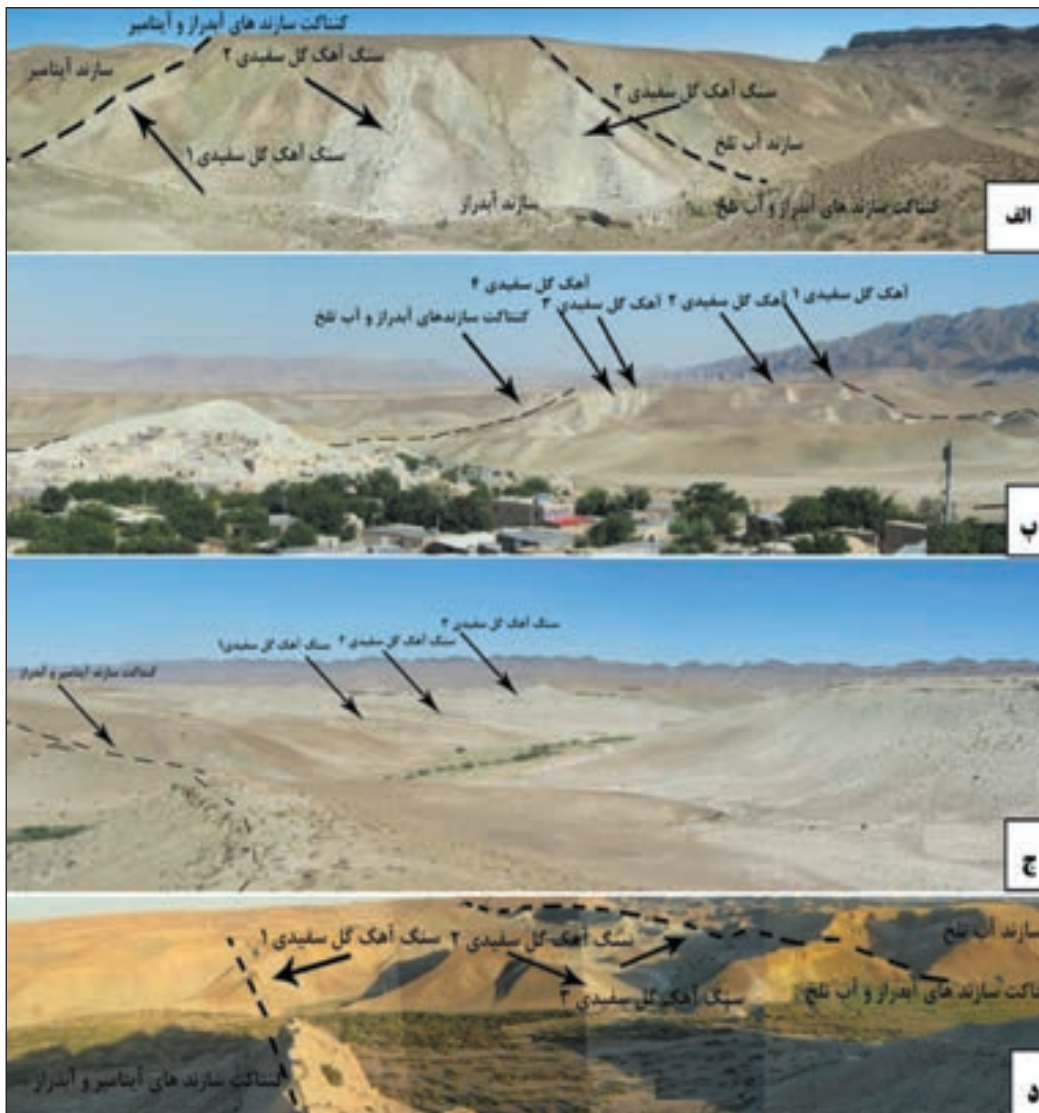 کنتاکت سازند های آبدراز و آیتامیر
سنگ آهک گل سفیدی ۲
سازند آیتامیر
سنگ آهک گل سفیدی ۳
سنگ آهک گل سفیدی ۱
سازند آب تلخ
سازند آبدراز
کنتاکت سازند های آبدراز و آب تلخ
الف
آهک گل سفیدی ۱
آهک گل سفیدی ۲
آهک گل سفیدی ۳
آهک گل سفیدی ۴
کنتاکت سازندهای آبدراز و آب تلخ
ب
سنگ آهک گل سفیدی ۳
سنگ آهک گل سفیدی ۲
سنگ آهک گل سفیدی۱
کنتاکت سازند آیتامیر و آبدراز
ج
سازند آب تلخ
سنگ آهک گل سفیدی ۲
سنگ آهک گل سفیدی ۱
سنگ آهک گل سفیدی ۳
ناکت سازند های آبدراز و آب تلخ
کنتاکت سازند های آیتامیر و آبدراز
د